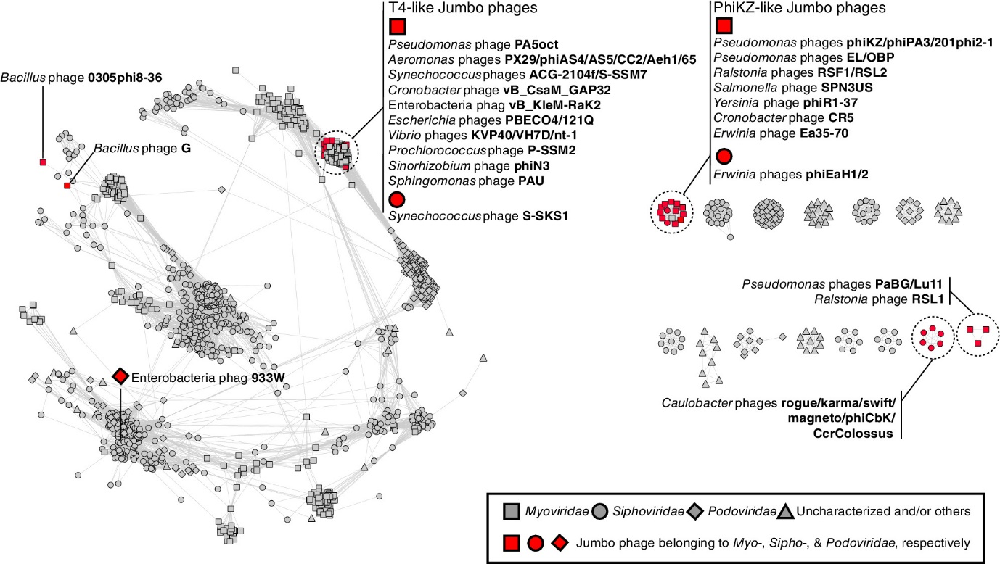 T4-like Jumbo phages
Pseudomonas phage PA5oct
Aeromonas phages PX29/phiAS4/AS5/CC2/Aeh1/65
Synechococcus phages ACG-2104f/S-SSM7
Cronobacter phage vB_CsaM_GAP32
Enterobacteria phag vB_KleM-RaK2
Escherichia phages PBECO4/121Q
Vibrio phages KVP40/VH7D/nt-1
Prochlorococcus phage P-SSM2
Sinorhizobium phage phiN3
Sphingomonas phage PAU
Synechococcus phage S-SKS1
PhiKZ-like Jumbo phages
Pseudomonas phages phiKZ/phiPA3/201phi2-1
Pseudomonas phages EL/OBP
Ralstonia phages RSF1/RSL2
Salmonella phage SPN3US
Yersinia phage phiR1-37
Cronobacter phage CR5
Erwinia phage Ea35-70
Erwinia phages phiEaH1/2
Bacillus phage 0305phi8-36
Bacillus phage G
Enterobacteria phag 933W
Pseudomonas phages PaBG/Lu11
Ralstonia phage RSL1
Caulobacter phages rogue/karma/swift/
magneto/phiCbK/
CcrColossus
Myoviridae Siphoviridae Podoviridae Uncharacterized and/or others
Jumbo phage belonging to Myo-, Sipho-, & Podoviridae, respectively